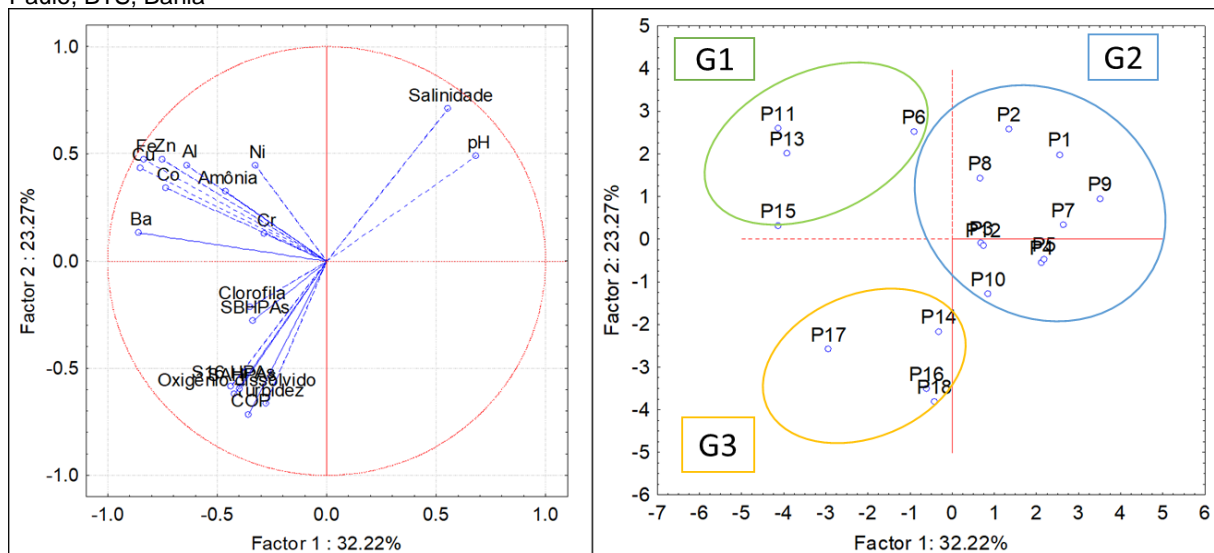 Paulo, BTS, Bahia
1.0
0.5
0.0
-0.5
-1.0
Factor 2 : 23.27%
Salinidade
pH
Fe
Zn
Cu
Al
Ni
Co
Amônia
Ba
Cr
Clorofila
SBHPAs
S16 HPAs
Oxigênio dissolvido
Turbidez
COP
-1.0 -0.5 0.0 0.5 1.0
Factor 1 : 32.22%
5
4
3
2
1
0
-1
-2
-3
-4
-5
-6
Factor 2: 23.27%
G1
G2
P11
P6
P2
P13
P1
P8
P9
P15
P7
P3
P12
P5
P4
P10
P14
P17
P16
P18
G3
-7 -6 -5 -4 -3 -2 -1 0 1 2 3 4 5 6
Factor 1: 32.22%